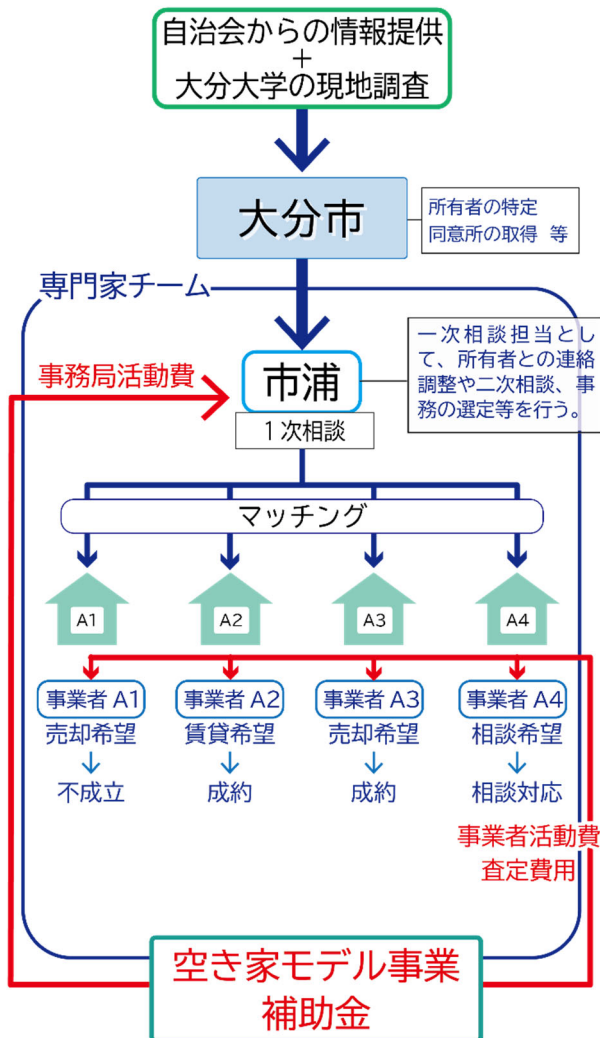 自治会からの情報提供
+
大分大学の現地調査
大分市
所有者の特定
同意所の取得 等
専門家チーム
一次相談担当とし
て、所有者との連絡
調整や二次相談、事
務の選定等を行う。
事務局活動費
市浦
1次相談
マッチング
A1
A2
A3
A4
事業者 A1
事業者 A2
事業者 A3
事業者 A4
売却希望
賃貸希望
売却希望
相談希望
不成立
成約
成約
相談対応
事業者活動費
査定費用
空き家モデル事業
補助金